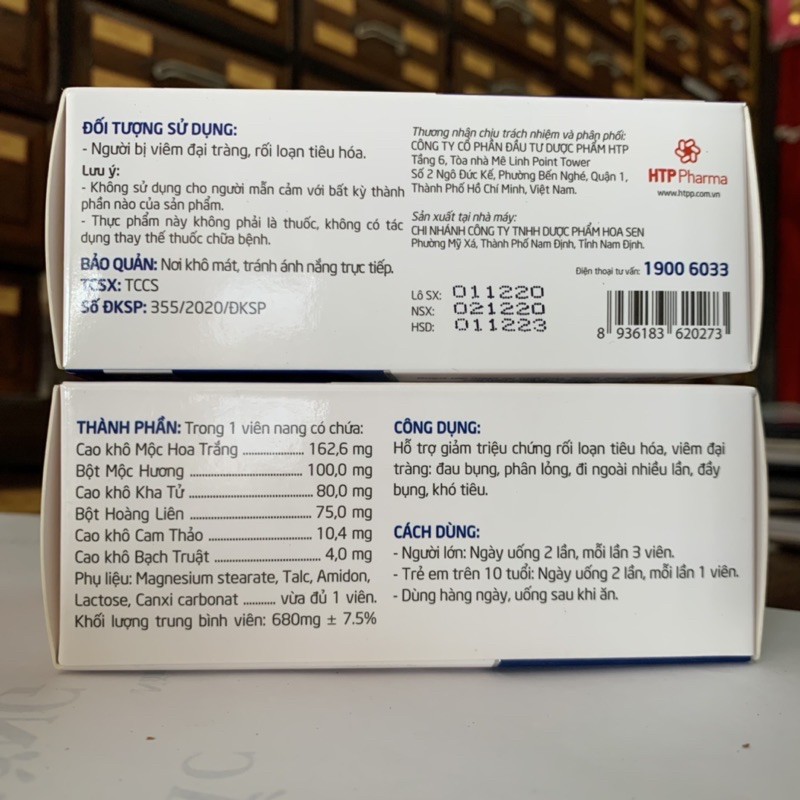 ĐỐI TƯỢNG SỬ DỤNG:
- Người bị viêm đại tràng, rối loạn tiêu hóa.
Lưu ý:
- Không sử dụng cho người mẫn cảm với bất kỳ thành
phần nào của sản phẩm.
- Thực phẩm này không phải là thuốc, không có tác
dụng thay thế thuốc chữa bệnh.
BẢO QUẢN: Nơi khô mát, tránh ánh nắng trực tiếp.
TCSX: TCCS
Số ĐKSP: 355/2020/ĐKSP
Thương nhân chịu trách nhiệm và phân phối:
CÔNG TY CỔ PHẦN ĐẦU TƯ DƯỢC PHẨM HTP
Tầng 6, Tòa nhà Mê Linh Point Tower
Số 2 Ngô Đức Kế, Phường Bến Nghé, Quận 1,
Thành Phố Hồ Chí Minh, Việt Nam.
HTP Pharma
www.htpp.com.vn
Sản xuất tại nhà máy:
CHI NHÁNH CÔNG TY TNHH DƯỢC PHẨM HOA SEN
Phường Mỹ Xá, Thành Phố Nam Định, Tỉnh Nam Định.
Điện thoại tư vấn: 1900 6033
Lô SX: 011220
NSX: 021220
HSD: 011223
8 936183 620273
THÀNH PHẦN: Trong 1 viên nang có chứa:
Cao khô Mộc Hoa Trắng .................... 162,6 mg
Bột Mộc Hương .................... 100,0 mg
Cao khô Kha Tử .................... 80,0 mg
Bột Hoàng Liên .................... 75,0 mg
Cao khô Cam Thảo .................... 10,4 mg
Cao khô Bạch Truật .................... 4,0 mg
Phụ liệu: Magnesium stearate, Talc, Amidon,
Lactose, Canxi carbonat .......... vừa đủ 1 viên.
Khối lượng trung bình viên: 680mg ± 7.5%
CÔNG DỤNG:
Hỗ trợ giảm triệu chứng rối loạn tiêu hóa, viêm đại
tràng: đau bụng, phân lỏng, đi ngoài nhiều lần, đầy
bụng, khó tiêu.
CÁCH DÙNG:
- Người lớn: Ngày uống 2 lần, mỗi lần 3 viên.
- Trẻ em trên 10 tuổi: Ngày uống 2 lần, mỗi lần 1 viên.
- Dùng hàng ngày, uống sau khi ăn.